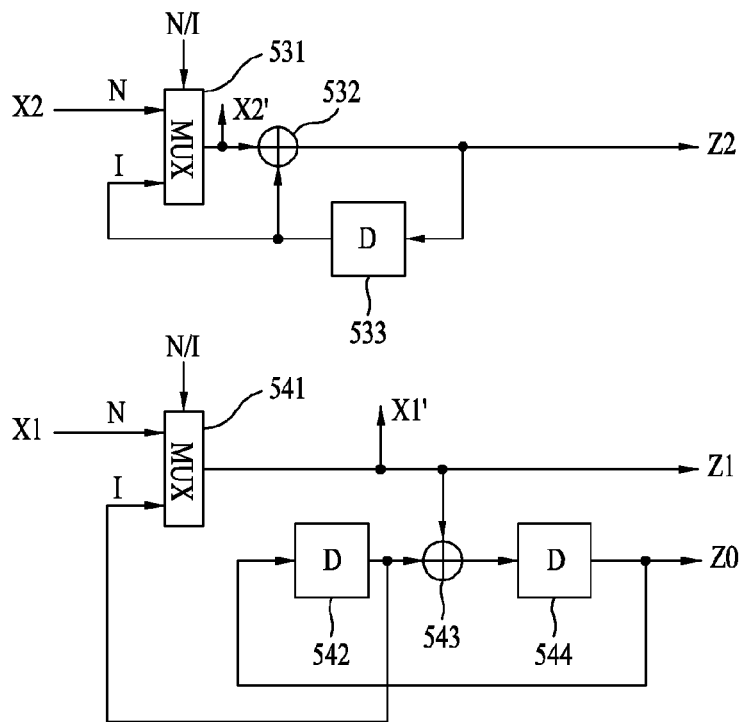 N/I
531
X2
N
MUX
X2'
532
Z2
I
D
533
N/I
541
X1
N
MUX
X1'
Z1
I
D
D
Z0
542
543
544